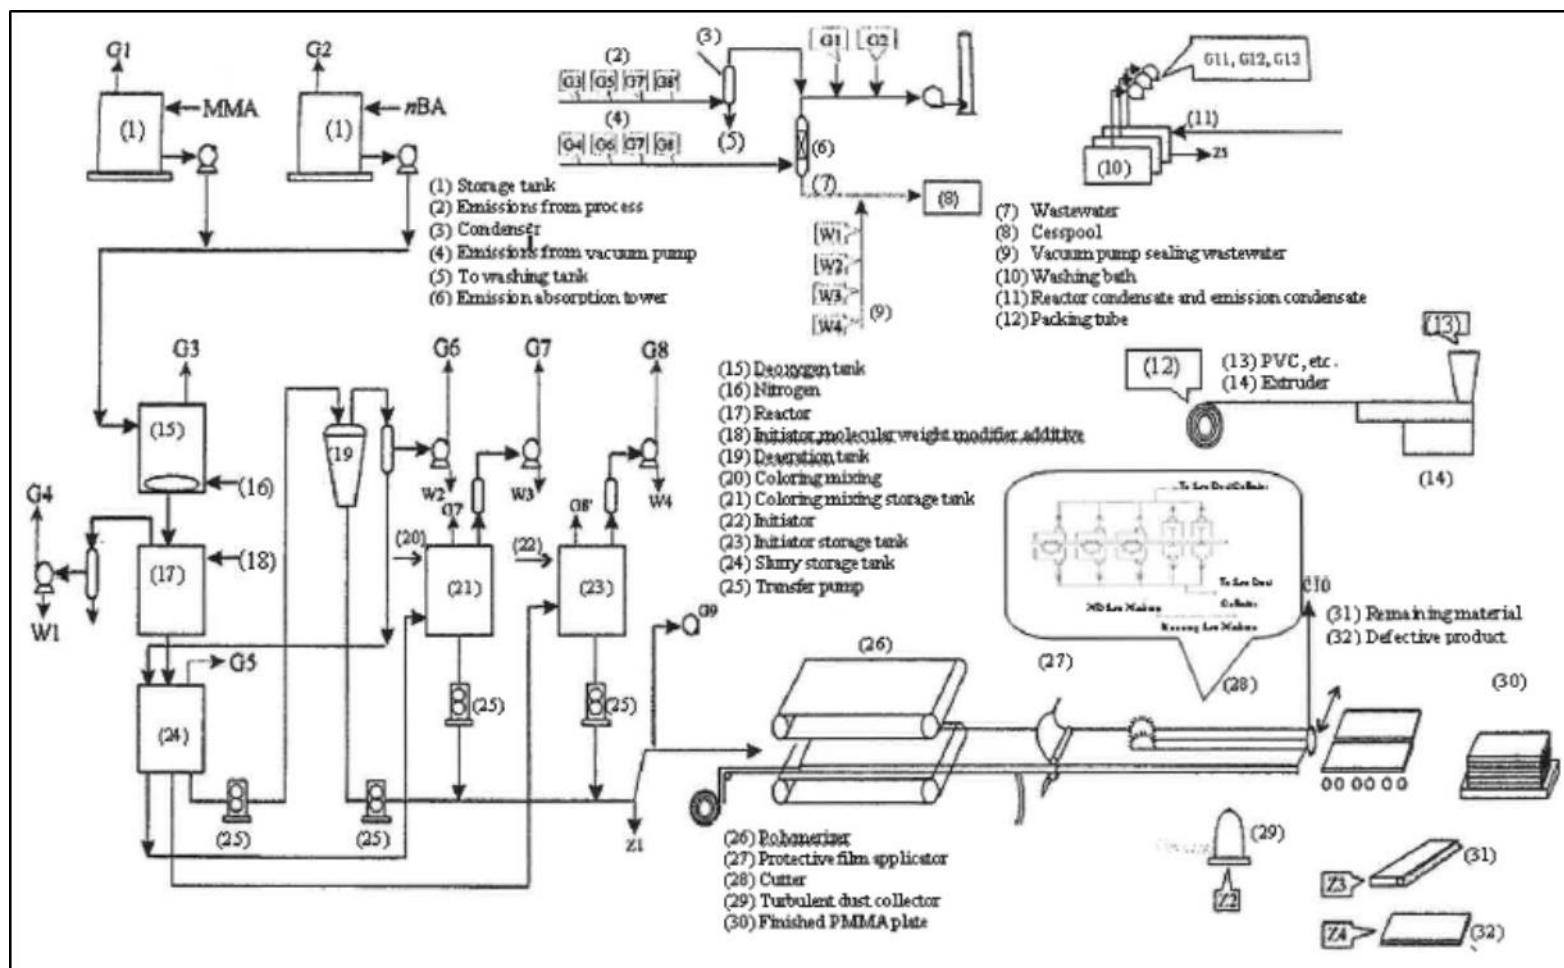 G1
G2
MMA
nBA
(1)
(1)
(2)
G3 G5 G7' G8'
(3)
G1
G2
(4)
G4 G6 G7 G8
(5)
(6)
(7)
(8)
W1
W2
W3
W4
(9)
G11, G12, G13
(11)
(10)
(1) Storage tank
(2) Emissions from process
(3) Condenser
(4) Emissions from vacuum pump
(5) To washing tank
(6) Emission absorption tower
(7) Wastewater
(8) Cesspool
(9) Vacuum pump sealing wastewater
(10) Washing bath
(11) Reactor condensate and emission condensate
(12) Packing tube
(12)
(13)
(13) PVC, etc.
(14) Extruder
(14)
G3
G6
G7
G8
(15)
(16)
G4
(17)
(18)
W1
G5
(24)
(19
W2
W3
W4
G7'
G8'
(20)
(21)
(22)
(23)
(25)
(25)
(25)
(25)
Z1
G9
(15) Deoxygen tank
(16) Nitrogen
(17) Reactor
(18) Initiator, molecular weight modifier, additive
(19) Deaeration tank
(20) Coloring mixing
(21) Coloring mixing storage tank
(22) Initiator
(23) Initiator storage tank
(24) Slurry storage tank
(25) Transfer pump
(26)
(27)
(28)
(31) Remaining material
(32) Defective product
(30)
(29)
Z2
Z3
(31)
Z4
(32)
(26) Polymerizer
(27) Protective film applicator
(28) Cutter
(29) Turbulent dust collector
(30) Finished PMMA plate